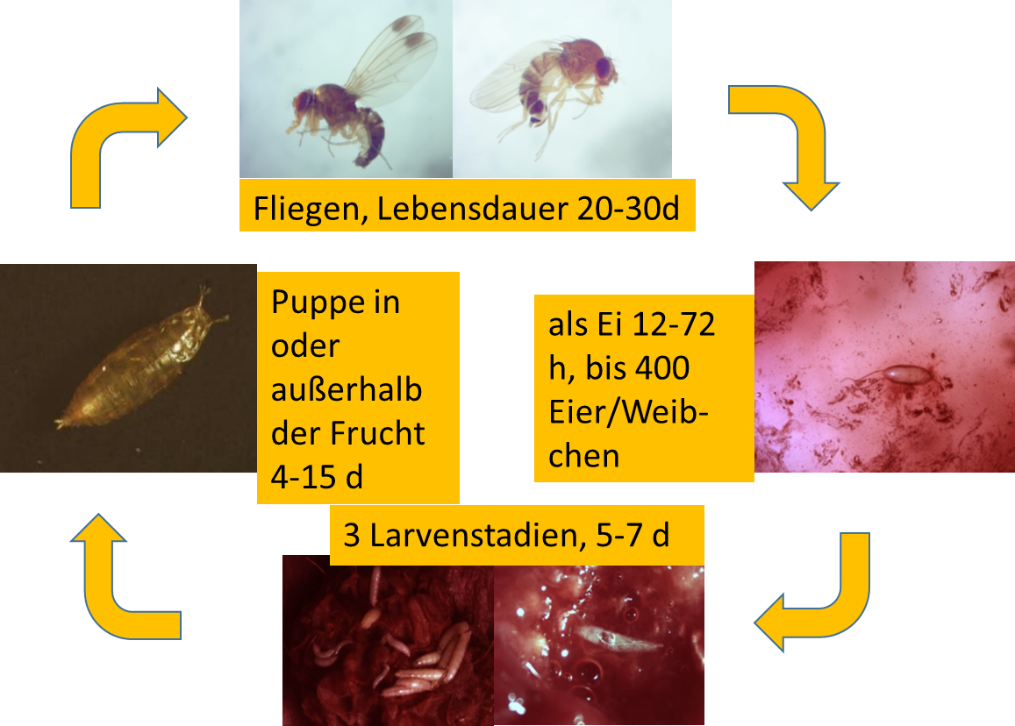 Fliegen, Lebensdauer 20-30d
Puppe in
oder
außerhalb
der Frucht
4-15 d
als Ei 12-72
h, bis 400
Eier/Weib-
chen
3 Larvenstadien, 5-7 d